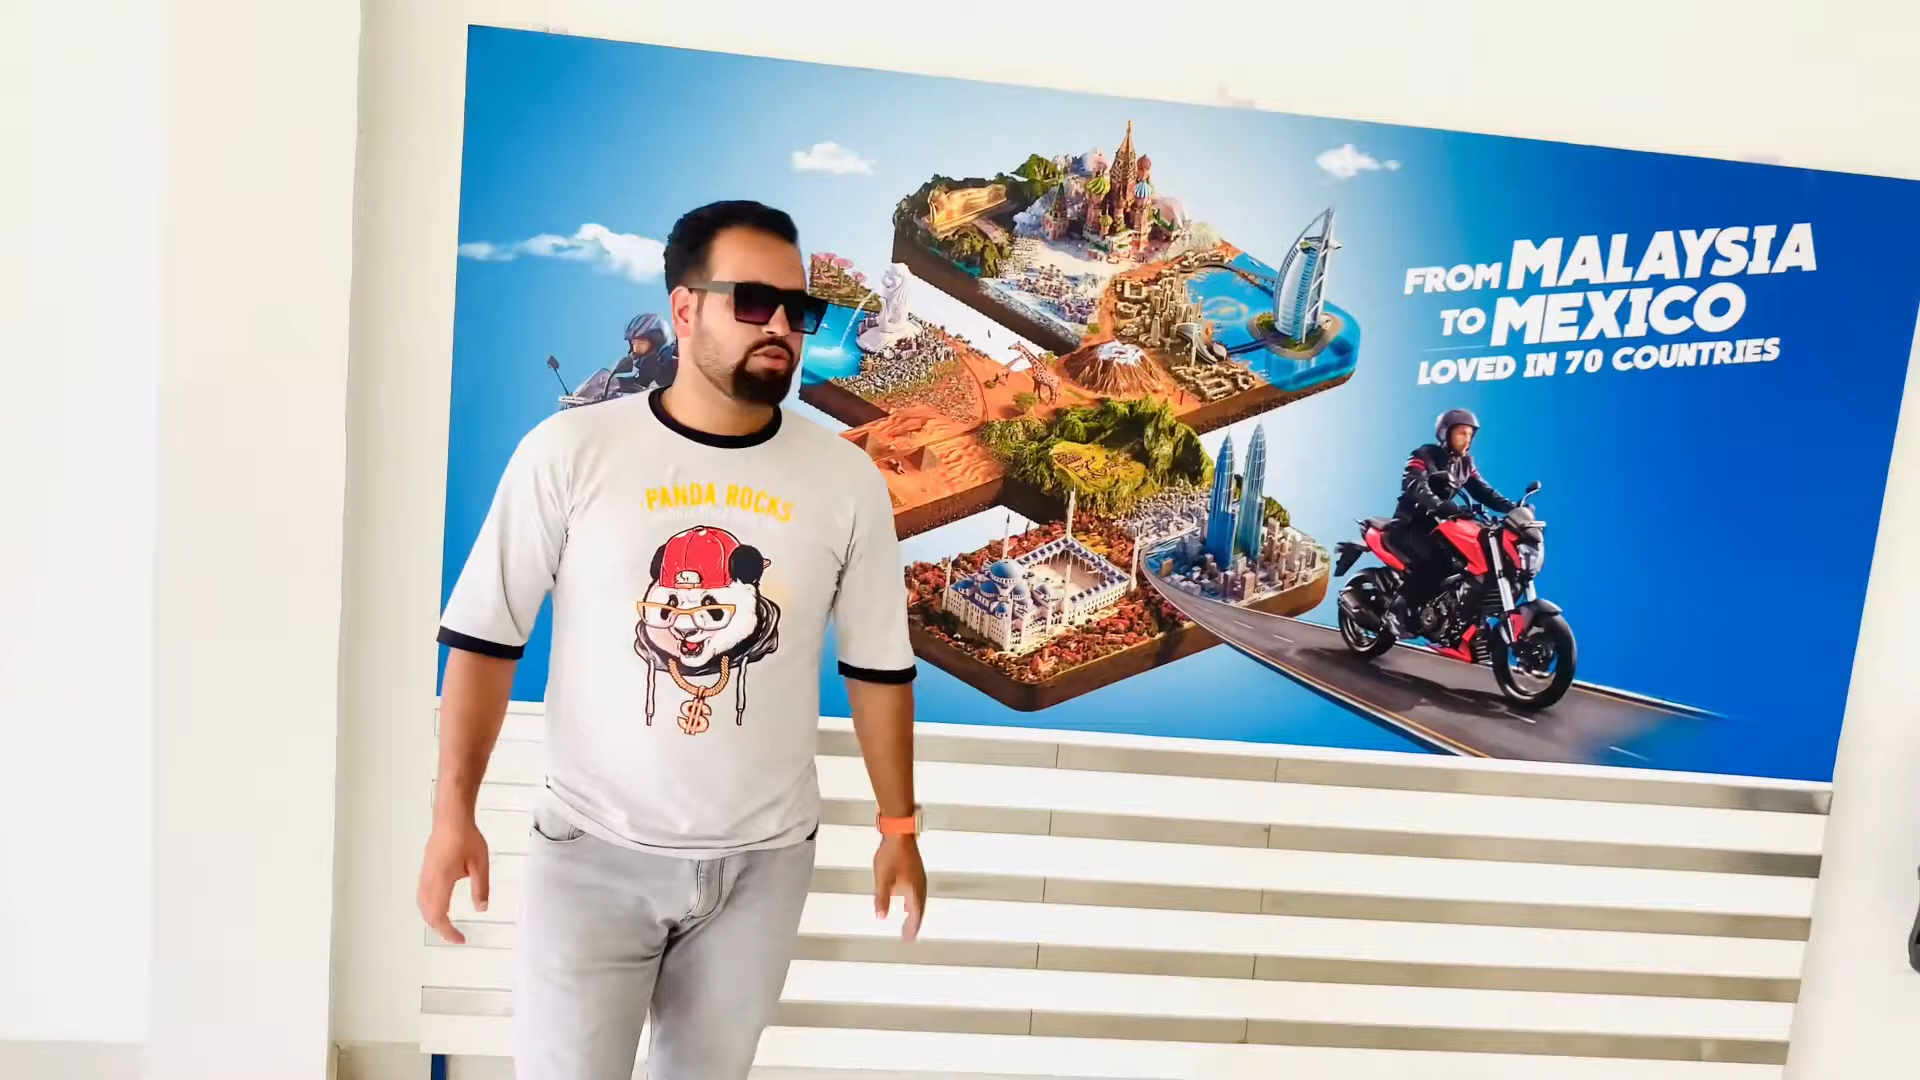 FROM MALAYSIA
TO MEXICO
LOVED IN 70 COUNTRIES
PANDA ROCKS